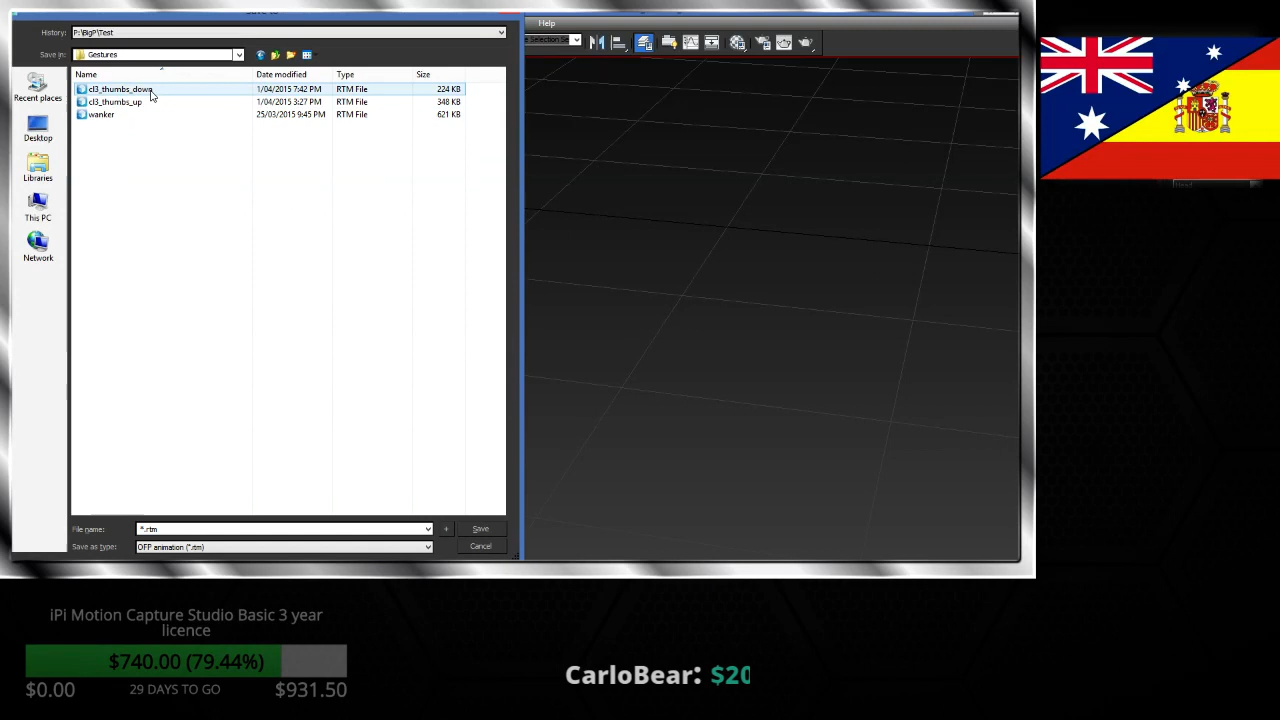 Help
History: P:\BigP\Test
Save in: Gestures
Name Date modified Type Size
cl3_thumbs_down 1/04/2015 7:42 PM RTM File 224 KB
cl3_thumbs_up 1/04/2015 3:27 PM RTM File 348 KB
wanker 25/03/2015 9:45 PM RTM File 621 KB
Recent places
Desktop
Libraries
This PC
Network
File name: *.rtm + Save
Save as type: OFP animation (*.rtm) Cancel
iPi Motion Capture Studio Basic 3 year
licence
$740.00 (79.44%)
$0.00 29 DAYS TO GO $931.50
CarloBear: $20